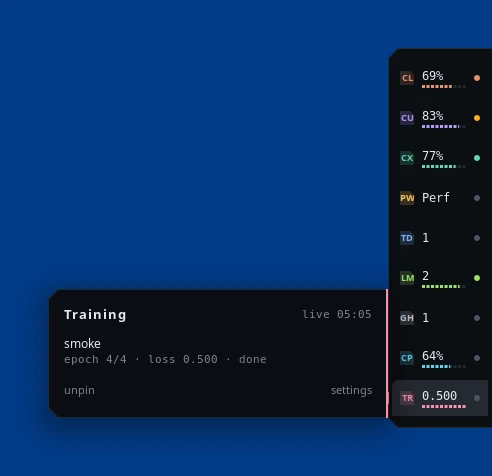 CL 69%
CU 83%
CX 77%
PW Perf
TD 1
LM 2
GH 1
CP 64%
TR 0.500
Training live 05:05
smoke
epoch 4/4 · loss 0.500 · done
unpin settings